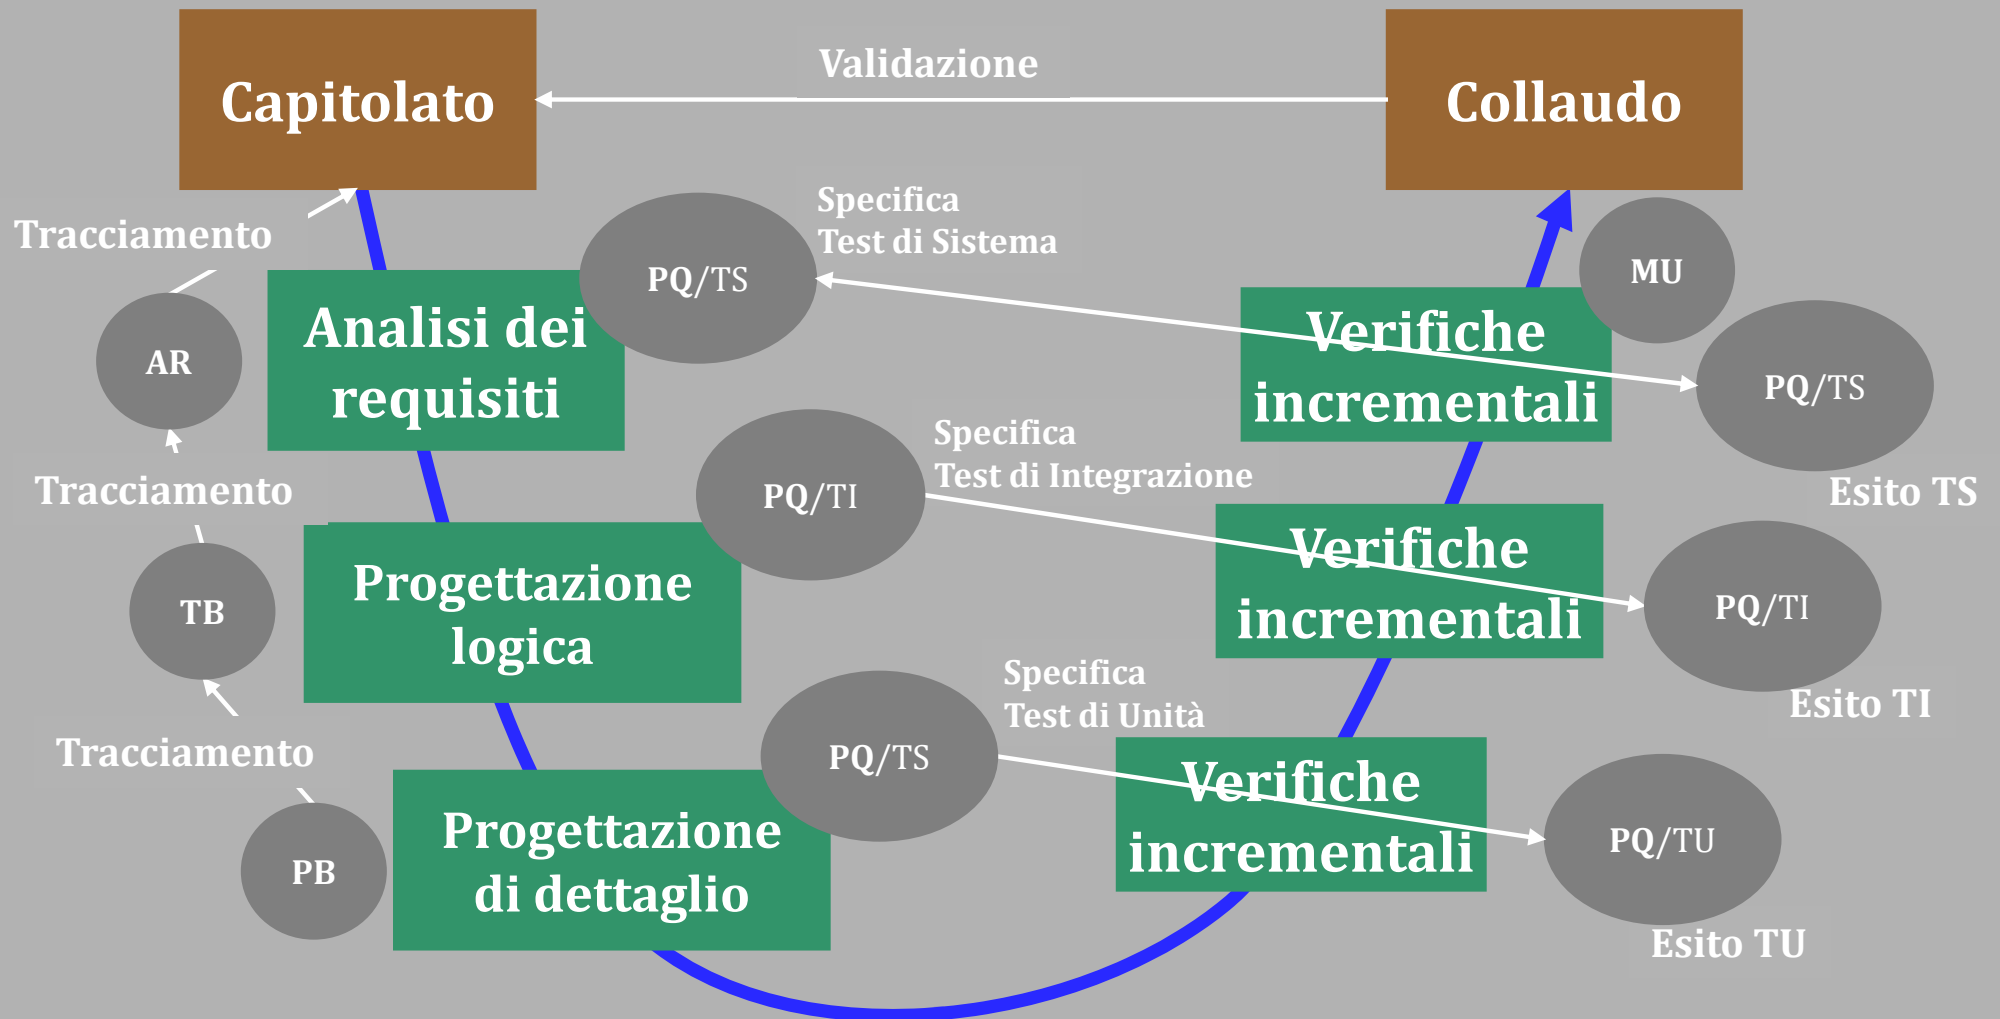 Capitolato
Validazione
Collaudo
Tracciamento
Specifica
Test di Sistema
PQ/TS
MU
Analisi dei
requisiti
AR
Verifiche
incrementali
PQ/TS
Esito TS
Tracciamento
PQ/TI
Specifica
Test di Integrazione
TB
Progettazione
logica
Verifiche
incrementali
PQ/TI
Esito TI
Tracciamento
PQ/TS
Specifica
Test di Unità
PB
Progettazione
di dettaglio
Verifiche
incrementali
PQ/TU
Esito TU